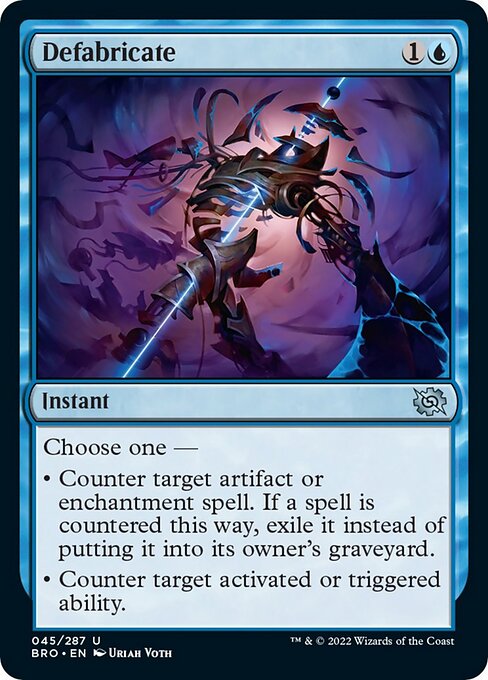 Defabricate 1
Instant
Choose one —
• Counter target artifact or
enchantment spell. If a spell is
countered this way, exile it instead of
putting it into its owner's graveyard.
• Counter target activated or triggered
ability.
045/287 U ™ & © 2022 Wizards of the Coast
BRO • EN Uriah Voth